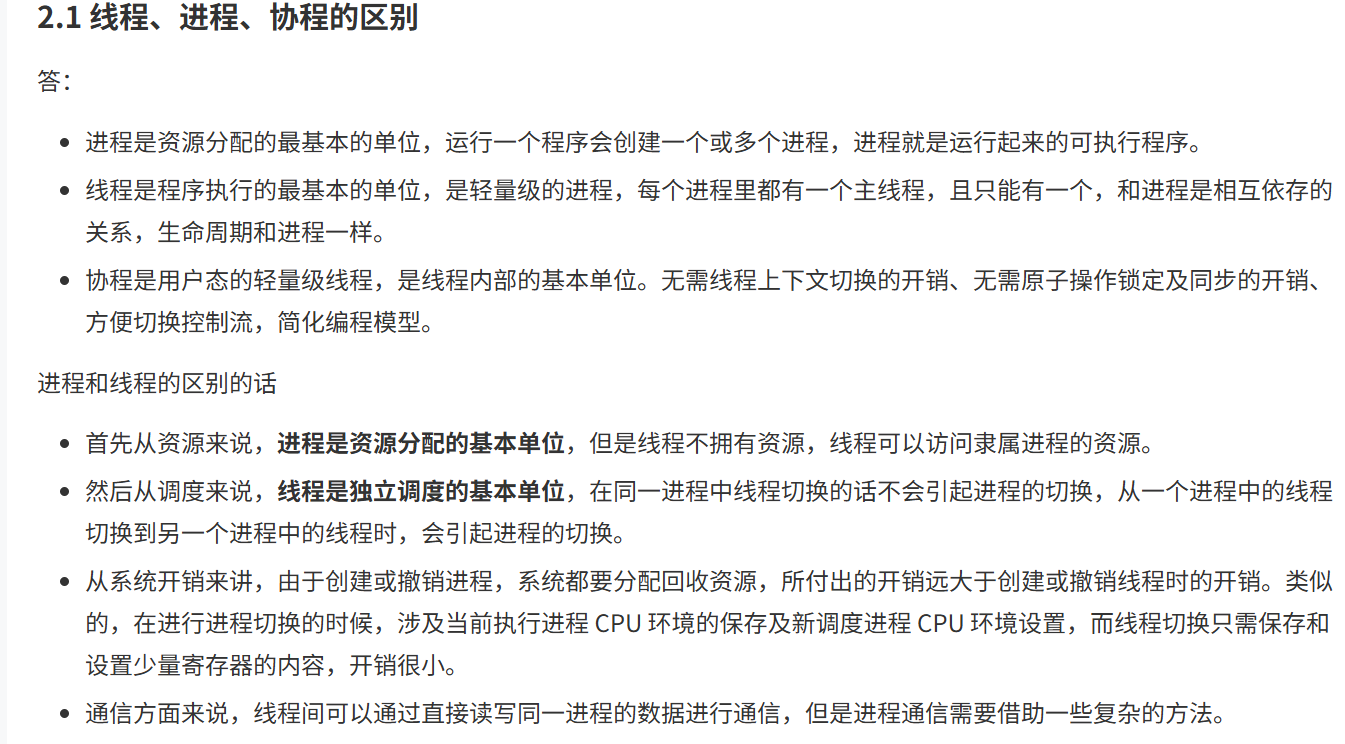 2.1 线程、进程、协程的区别
答：
进程是资源分配的最基本的单位，运行一个程序会创建一个或多个进程，进程就是运行起来的可执行程序。
线程是程序执行的最基本的单位，是轻量级的进程，每个进程里都有一个主线程，且只能有一个，和进程是相互依存的
关系，生命周期和进程一样。
协程是用户态的轻量级线程，是线程内部的基本单位。无需线程上下文切换的开销、无需原子操作锁定及同步的开销、
方便切换控制流，简化编程模型。
进程和线程的区别的话
首先从资源来说，进程是资源分配的基本单位，但是线程不拥有资源，线程可以访问隶属进程的资源。
然后从调度来说，线程是独立调度的基本单位，在同一进程中线程切换的话不会引起进程的切换，从一个进程中的线程
切换到另一个进程中的线程时，会引起进程的切换。
从系统开销来讲，由于创建或撤销进程，系统都要分配回收资源，所付出的开销远大于创建或撤销线程时的开销。类似
的，在进行进程切换的时候，涉及当前执行进程 CPU 环境的保存及新调度进程 CPU 环境设置，而线程切换只需保存和
设置少量寄存器的内容，开销很小。
通信方面来说，线程间可以通过直接读写同一进程的数据进行通信，但是进程通信需要借助一些复杂的方法。